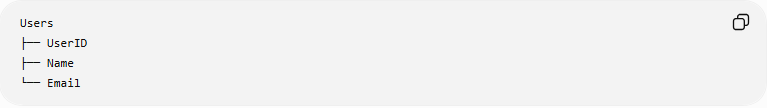 Users
├── UserID
├── Name
└── Email